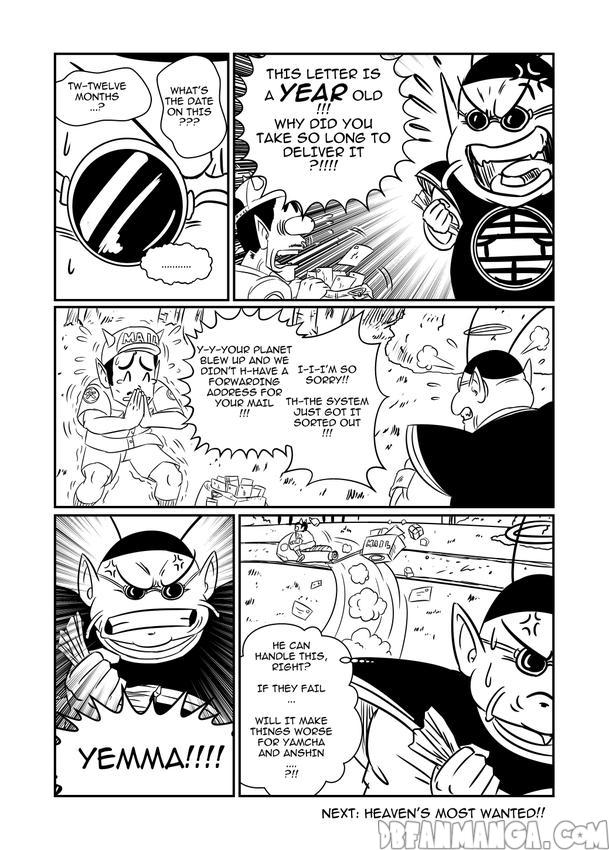 WHAT'S
THE DATE
ON THIS
???
TW-TWELVE
MONTHS
...?
............
THIS LETTER IS
A YEAR OLD
!!!
WHY DID YOU
TAKE SO LONG TO
DELIVER IT
?!!!!
MAIL
Y-Y-YOUR PLANET
BLEW UP AND WE
DIDN'T H-HAVE A
FORWARDING
ADDRESS FOR
YOUR MAIL
!!!
I-I-I'M SO
SORRY!!
TH-THE SYSTEM
JUST GOT IT
SORTED OUT
!!!
YEMMA!!!!
MAIL
HE CAN
HANDLE THIS,
RIGHT?
IF THEY FAIL
...
WILL IT MAKE
THINGS WORSE
FOR YAMCHA
AND ANSHIN
....
?!!
NEXT: HEAVEN'S MOST WANTED!!
DBFANMANGA.COM